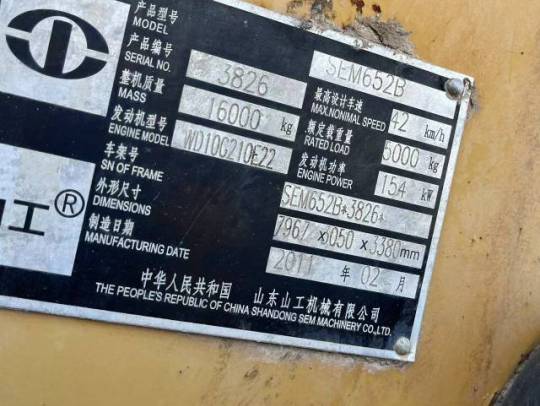 产品型号
MODEL
SEM652B
产品编号
SERIAL NO.
3826
最高设计车速
MAX.NONIMAL SPEED
42 km/h
整机质量
MASS
16000 kg
额定载重量
RATED LOAD
5000 kg
发动机型号
ENGINE MODEL
WD10G210E22
发动机功率
ENGINE POWER
154 kW
车架号
SN OF FRAME
SEM652B*3826*
外形尺寸
DIMENSIONS
7967 x 3050 x 3380mm
制造日期
MANUFACTURING DATE
2011 年 02 月
工®
中华人民共和国 山东山工机械有限公司
THE PEOPLE'S REPUBLIC OF CHINA SHANDONG SEM MACHINERY CO.,LTD.